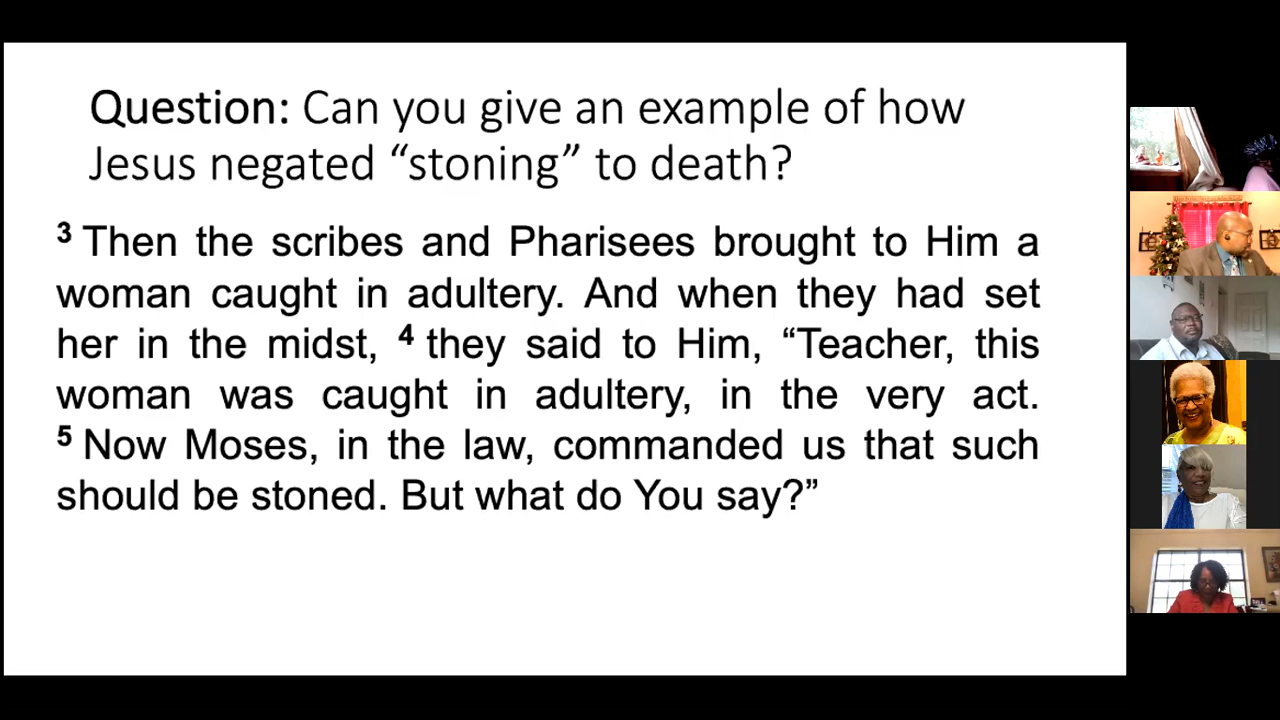 Question: Can you give an example of how
Jesus negated “stoning” to death?
3 Then the scribes and Pharisees brought to Him a
woman caught in adultery. And when they had set
her in the midst, 4 they said to Him, “Teacher, this
woman was caught in adultery, in the very act.
5 Now Moses, in the law, commanded us that such
should be stoned. But what do You say?”